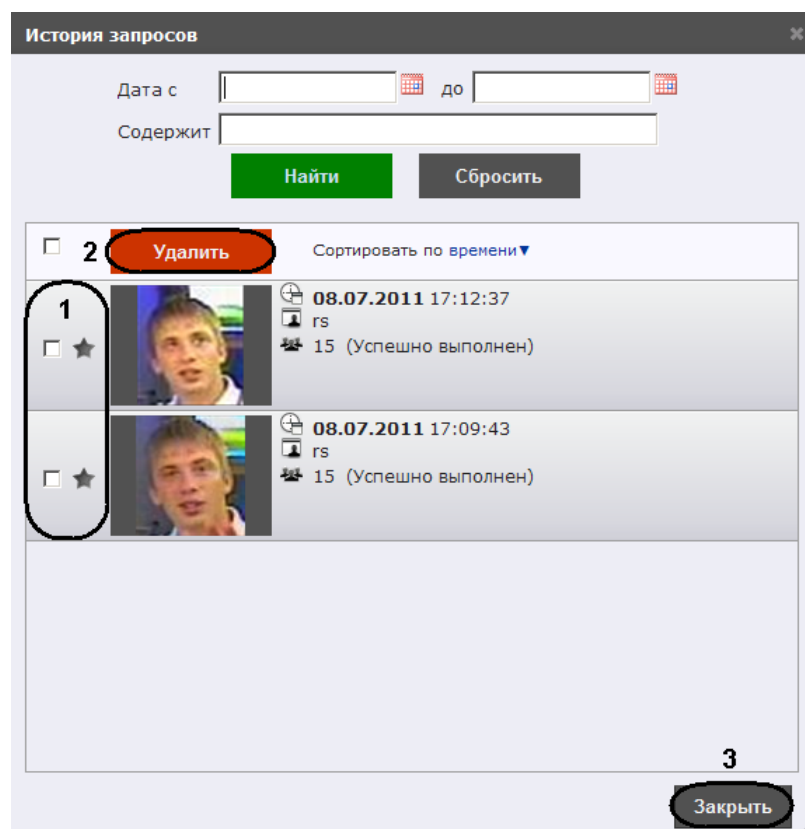 История запросов
Дата с до
Содержит
Найти Сбросить
2 Удалить Сортировать по времени▼
1
08.07.2011 17:12:37
rs
15 (Успешно выполнен)
08.07.2011 17:09:43
rs
15 (Успешно выполнен)
3
Закрыть